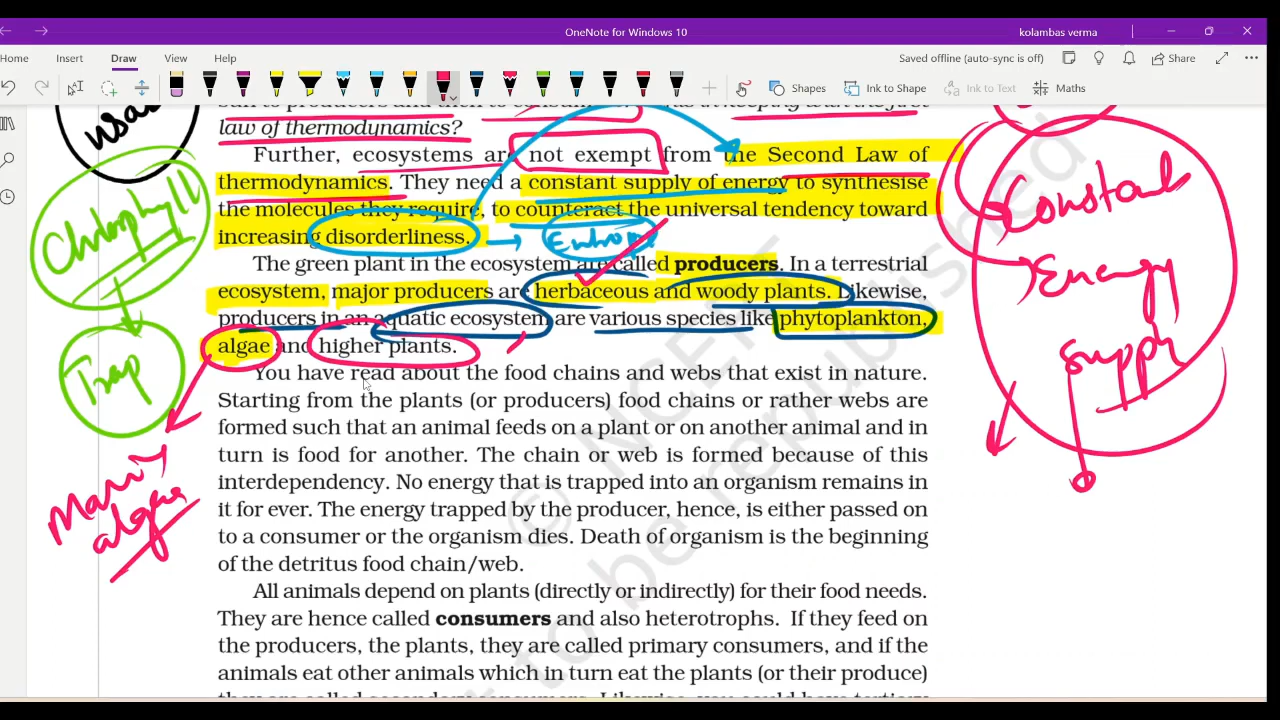 OneNote for Windows 10
kolambas verma
Home Insert Draw View Help
Saved offline (auto-sync is off) Share
Shapes Ink to Shape Ink to Text Maths
law of thermodynamics?
Further, ecosystems are not exempt from the Second Law of
thermodynamics. They need a constant supply of energy to synthesise
the molecules they require, to counteract the universal tendency toward
increasing disorderliness.
Entropy
The green plant in the ecosystem are called producers. In a terrestrial
ecosystem, major producers are herbaceous and woody plants. Likewise,
producers in an aquatic ecosystem are various species like phytoplankton,
algae and higher plants.
You have read about the food chains and webs that exist in nature.
Starting from the plants (or producers) food chains or rather webs are
formed such that an animal feeds on a plant or on another animal and in
turn is food for another. The chain or web is formed because of this
interdependency. No energy that is trapped into an organism remains in
it for ever. The energy trapped by the producer, hence, is either passed on
to a consumer or the organism dies. Death of organism is the beginning
of the detritus food chain/web.
All animals depend on plants (directly or indirectly) for their food needs.
They are hence called consumers and also heterotrophs. If they feed on
the producers, the plants, they are called primary consumers, and if the
animals eat other animals which in turn eat the plants (or their produce)
Chlorophyll
Trap
algae
Constant
Energy
supply
© NCERT
to be republished